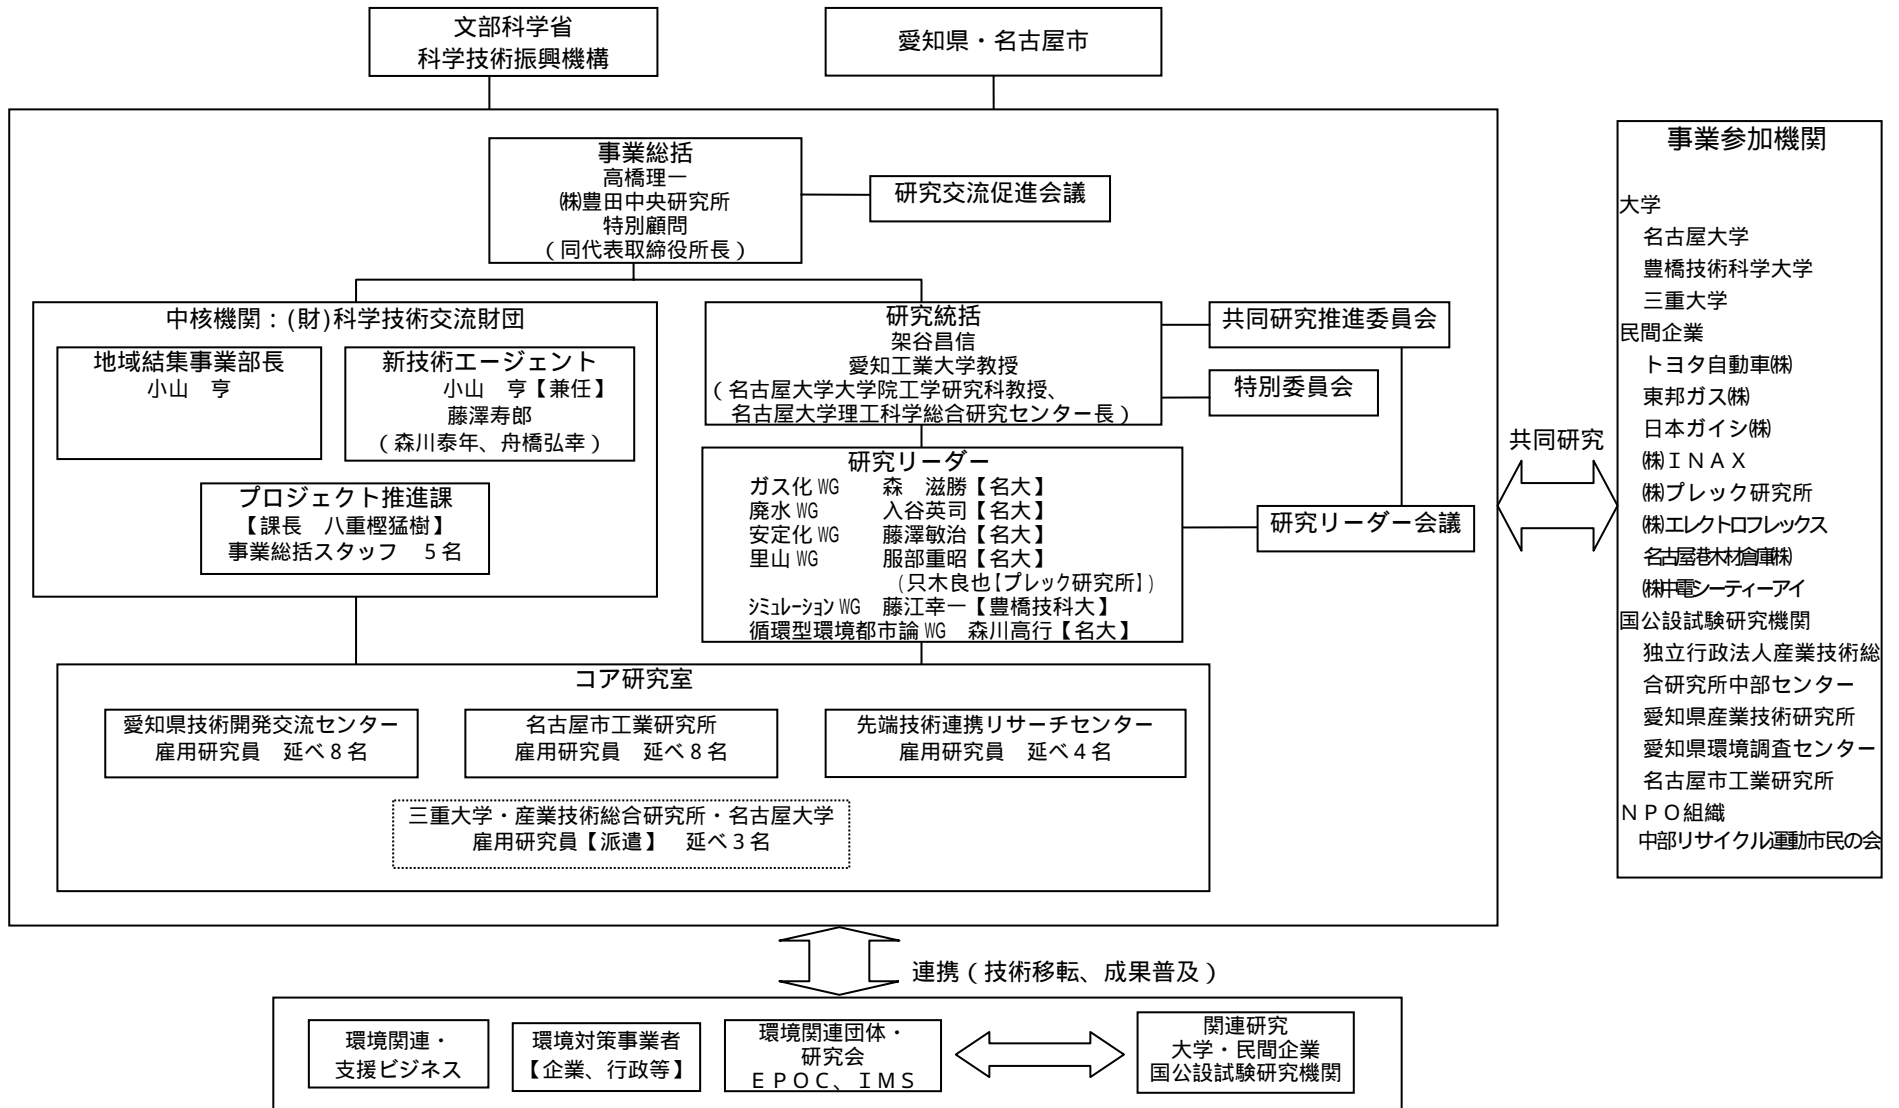 文部科学省
科学技術振興機構
愛知県・名古屋市
事業総括
高橋理一
㈱豊田中央研究所
特別顧問
(同代表取締役所長)
研究交流促進会議
中核機関:(財)科学技術交流財団
地域結集事業部長
小山 亨
新技術エージェント
小山 亨【兼任】
藤澤寿郎
(森川泰年、舟橋弘幸)
プロジェクト推進課
【課長 八重樫猛樹】
事業総括スタッフ 5名
研究統括
架谷昌信
愛知工業大学教授
(名古屋大学大学院工学研究科教授、
名古屋大学理工科学総合研究センター長)
共同研究推進委員会
特別委員会
研究リーダー
ガス化WG 森 滋勝【名大】
廃水WG 入谷英司【名大】
安定化WG 藤澤敏治【名大】
里山WG 服部重昭【名大】
(只木良也【プレック研究所】)
シミュレーションWG 藤江幸一【豊橋技科大】
循環型環境都市論WG 森川高行【名大】
研究リーダー会議
コア研究室
愛知県技術開発交流センター
雇用研究員 延べ8名
名古屋市工業研究所
雇用研究員 延べ8名
先端技術連携リサーチセンター
雇用研究員 延べ4名
三重大学・産業技術総合研究所・名古屋大学
雇用研究員【派遣】 延べ3名
共同研究
事業参加機関
大学
名古屋大学
豊橋技術科学大学
三重大学
民間企業
トヨタ自動車㈱
東邦ガス㈱
日本ガイシ㈱
㈱INAX
㈱プレック研究所
㈱エレクトロフレックス
名古屋港木材倉庫㈱
㈱中電シーティーアイ
国公設試験研究機関
独立行政法人産業技術総
合研究所中部センター
愛知県産業技術研究所
愛知県環境調査センター
名古屋市工業研究所
NPO組織
中部リサイクル運動市民の会
連携(技術移転、成果普及)
環境関連・
支援ビジネス
環境対策事業者
【企業、行政等】
環境関連団体・
研究会
EPOC、IMS
関連研究
大学・民間企業
国公設試験研究機関